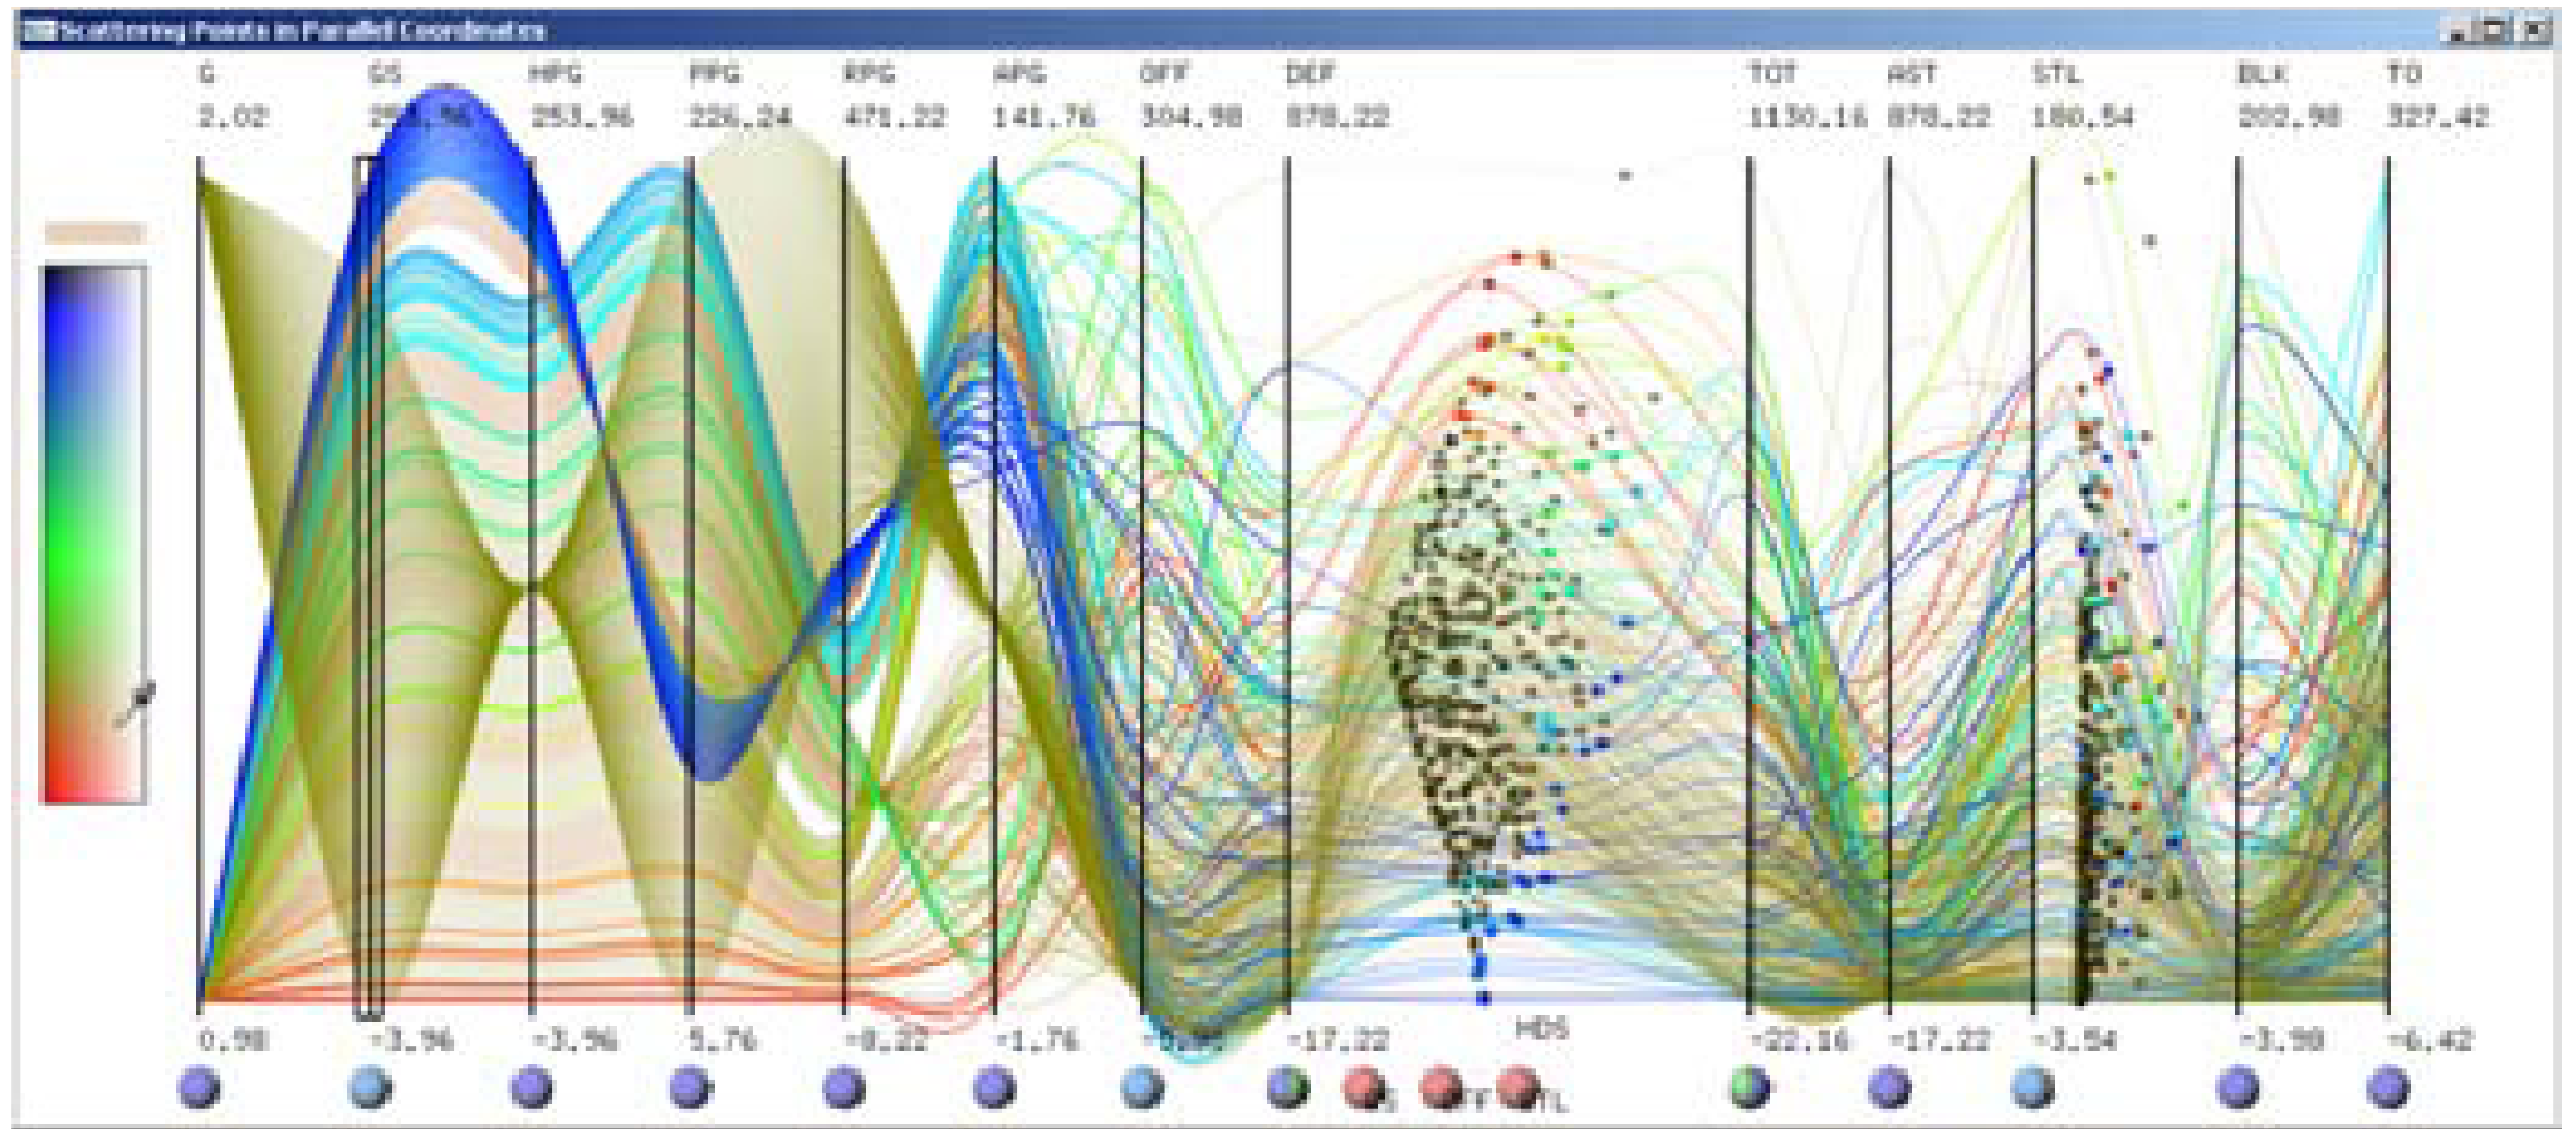 Scattering Points in Parallel Coordinates
G GS MPG PPG RPG APG OFF DEF TOT AST STL BLK TO
2.02 253.96 253.96 226.24 471.22 141.76 304.98 878.22 1130.16 878.22 180.54 202.98 327.42
0.98 -3.96 -3.96 5.76 -8.22 -1.76 -17.22 MDS -22.16 -17.22 -3.54 -3.98 -6.42